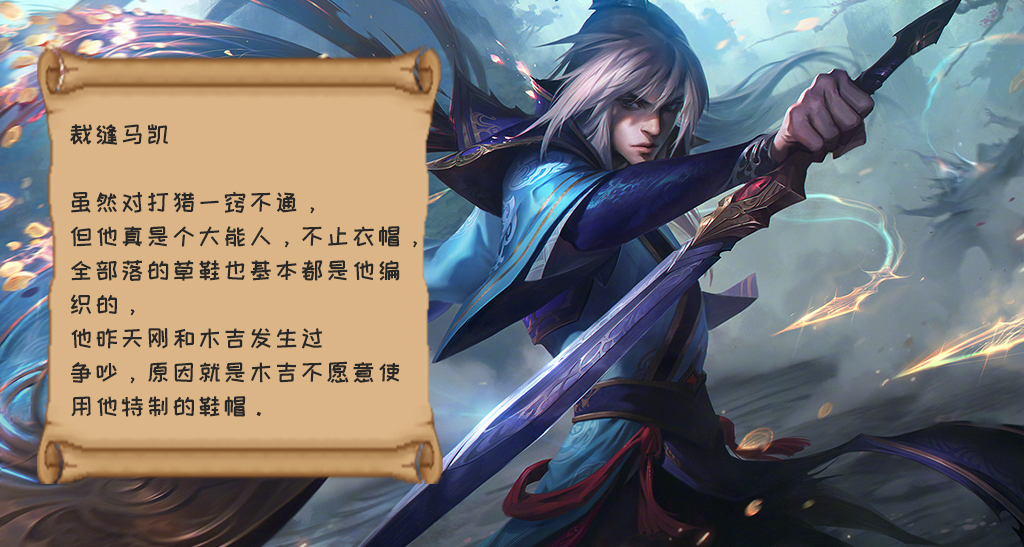 裁缝马凯
虽然对打猎一窍不通，
但他真是个大能人，不止衣帽，
全部落的草鞋也基本都是他编
织的，
他昨天刚和木吉发生过
争吵，原因就是木吉不愿意使
用他特制的鞋帽。